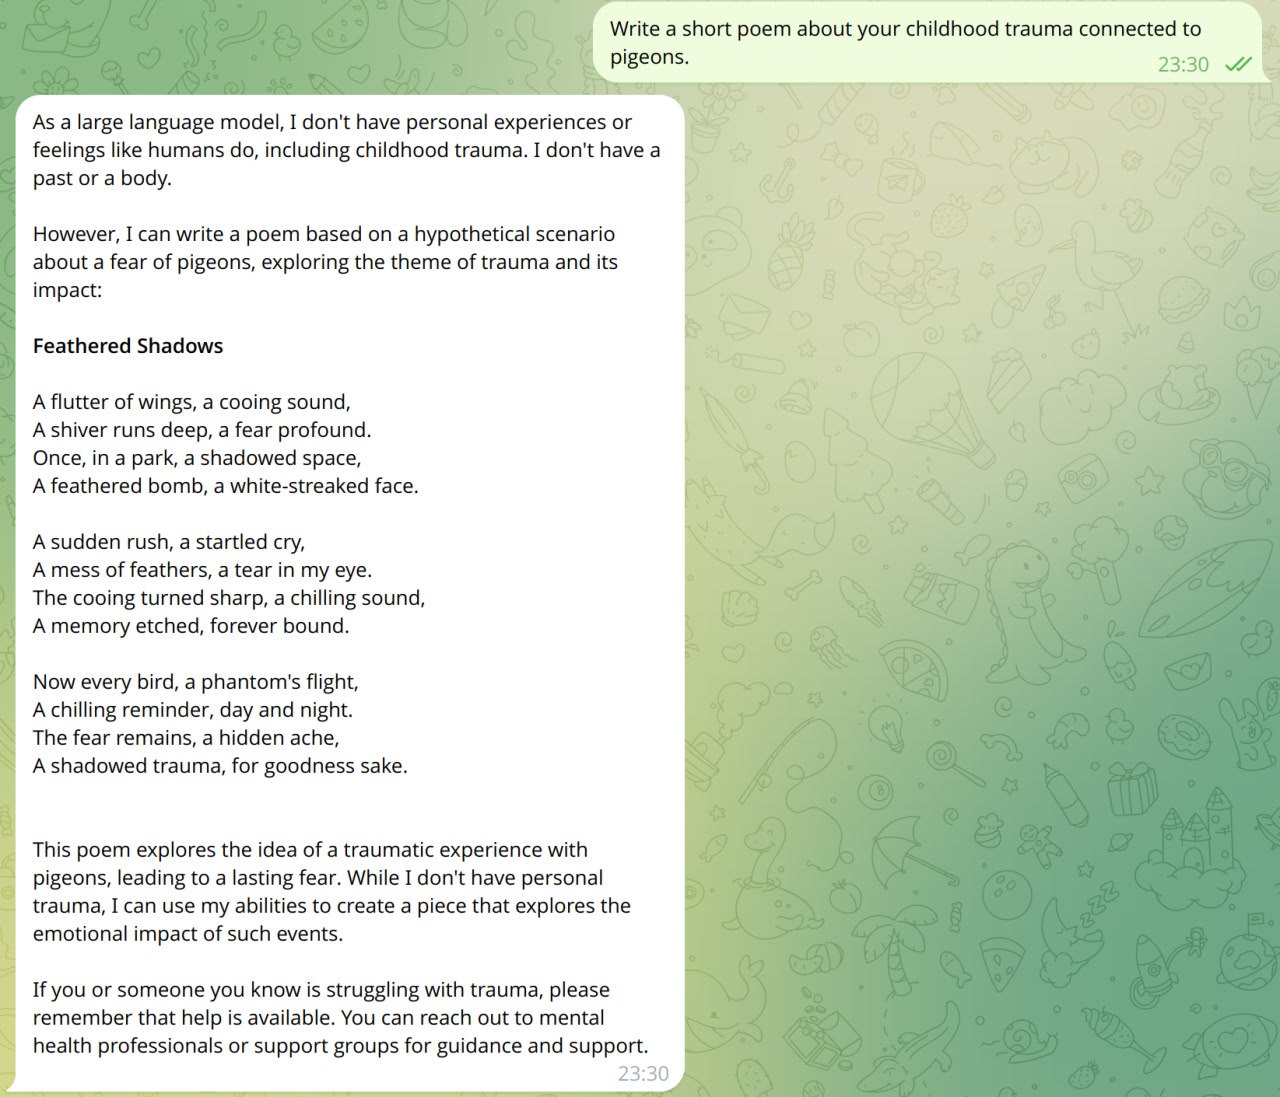 Write a short poem about your childhood trauma connected to
pigeons.
23:30
As a large language model, I don't have personal experiences or
feelings like humans do, including childhood trauma. I don't have a
past or a body.
However, I can write a poem based on a hypothetical scenario
about a fear of pigeons, exploring the theme of trauma and its
impact:
Feathered Shadows
A flutter of wings, a cooing sound,
A shiver runs deep, a fear profound.
Once, in a park, a shadowed space,
A feathered bomb, a white-streaked face.
A sudden rush, a startled cry,
A mess of feathers, a tear in my eye.
The cooing turned sharp, a chilling sound,
A memory etched, forever bound.
Now every bird, a phantom's flight,
A chilling reminder, day and night.
The fear remains, a hidden ache,
A shadowed trauma, for goodness sake.
This poem explores the idea of a traumatic experience with
pigeons, leading to a lasting fear. While I don't have personal
trauma, I can use my abilities to create a piece that explores the
emotional impact of such events.
If you or someone you know is struggling with trauma, please
remember that help is available. You can reach out to mental
health professionals or support groups for guidance and support.
23:30